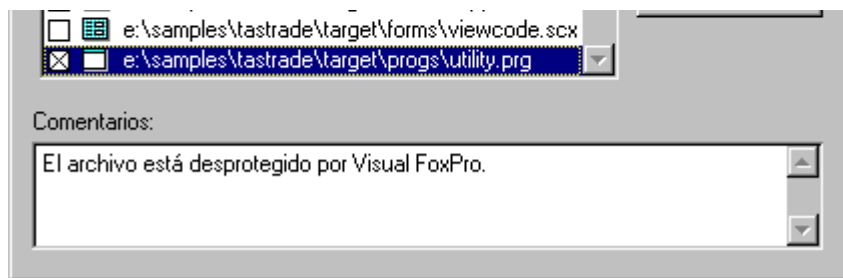 e:\samples\tastrade\target\forms\viewcode.scx
e:\samples\tastrade\target\progs\utility.prg
Comentarios:
El archivo está desprotegido por Visual FoxPro.